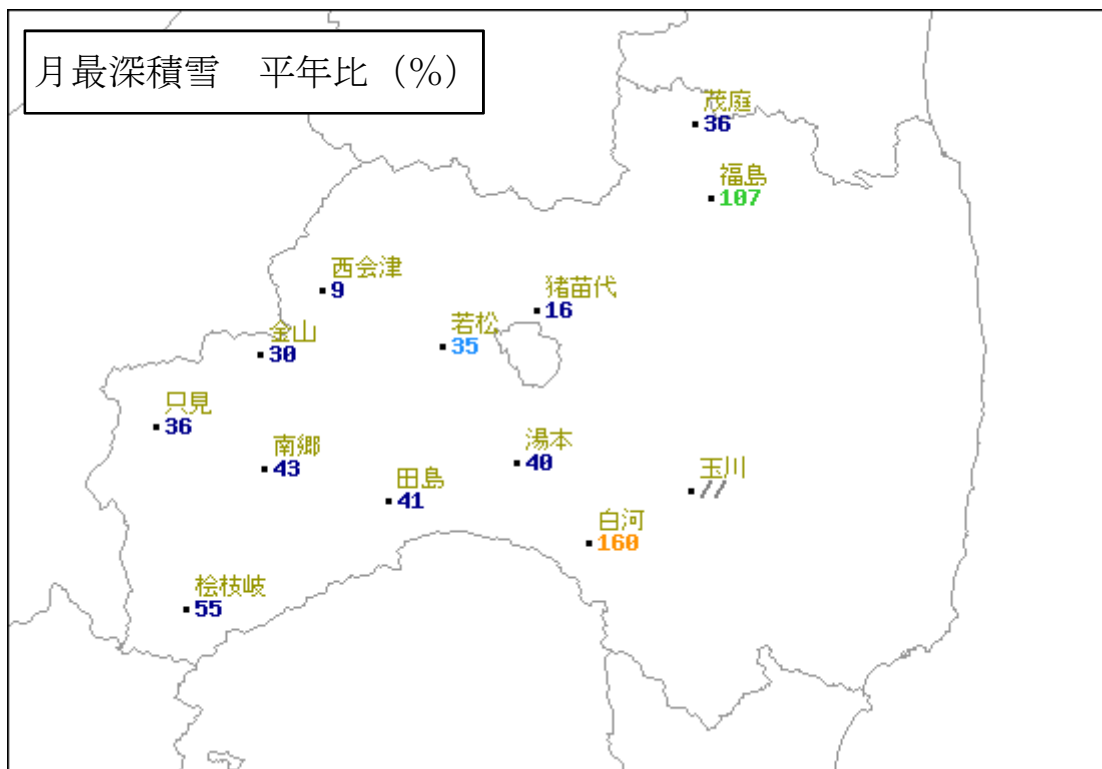 月最深積雪　平年比（％）
茂庭
36
福島
107
西会津
9
猪苗代
16
金山
30
若松
35
只見
36
南郷
43
湯本
40
田島
41
玉川
//
白河
160
桧枝岐
55